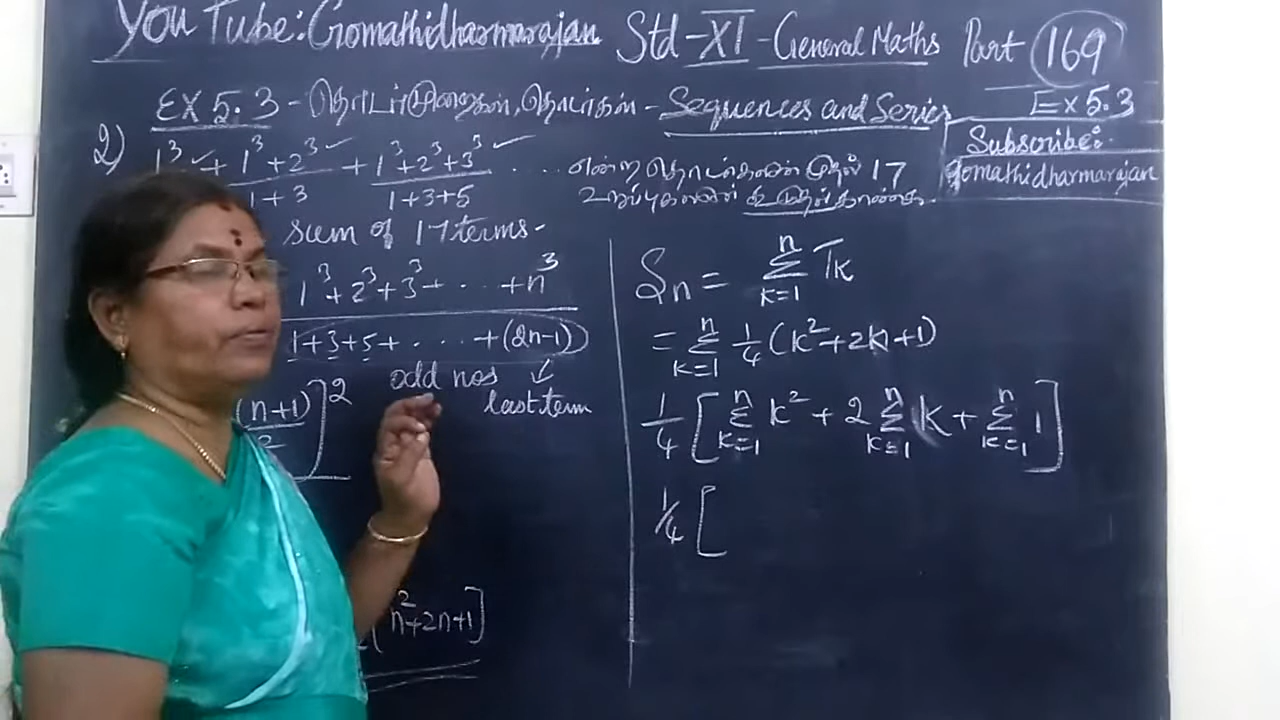 YouTube: Gomathidharmarajan Std-XI-General Maths Part 169
EX 5.3 - தொடர்முறைகள், தொடர்கள் - Sequences and Series Ex 5.3
2) 1³ + 1³+2³ + 1³+2³+3³ .... என்ற தொடர்களின் முதல் 17
1+3 1+3+5 உறுப்புகளின் கூடுதல் காண்க.
Subscribe:
Gomathidharmarajan
sum of 17 terms.
1³+2³+3³+...+n³
1+3+5+....+(2n-1)
odd nos
last term
(n+1)]²
2
n²+2n+1]
Sn = n∑k=1 Tk
= n∑k=1 1/4 (k²+2k+1)
1/4 [n∑k=1 k² + 2 n∑k=1 k + n∑k=1 1]
1/4 [